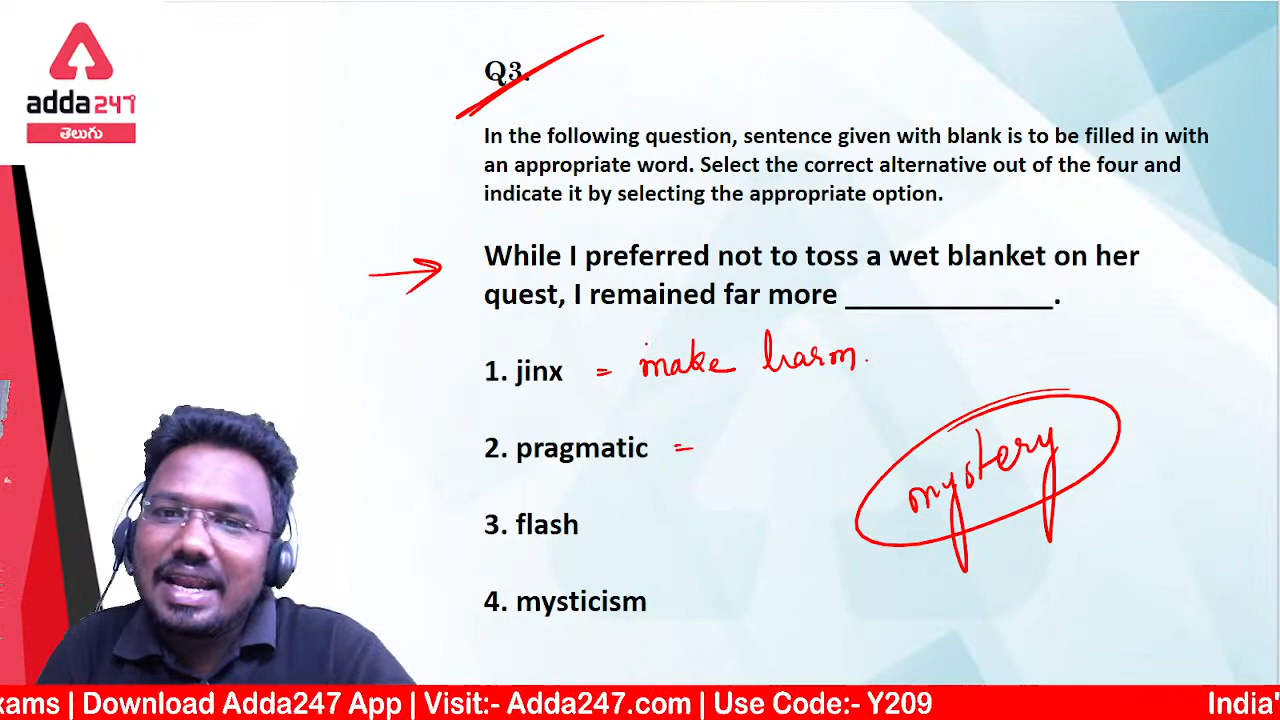 adda247
తెలుగు
Q3.
In the following question, sentence given with blank is to be filled in with
an appropriate word. Select the correct alternative out of the four and
indicate it by selecting the appropriate option.
While I preferred not to toss a wet blanket on her
quest, I remained far more _____________.
1. jinx = make harm.
2. pragmatic =
mystery
3. flash
4. mysticism
xams | Download Adda247 App | Visit:- Adda247.com | Use Code:- Y209 India'